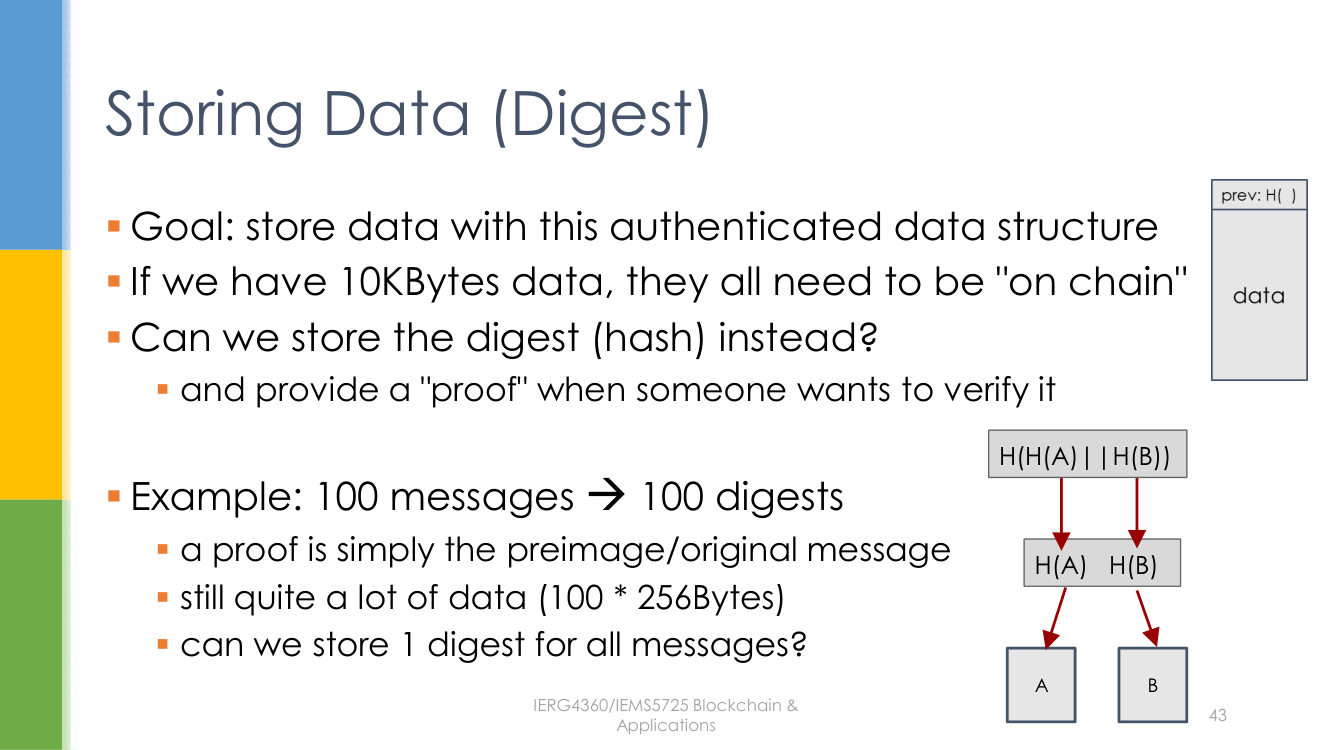 Storing Data (Digest)
▪ Goal: store data with this authenticated data structure
▪ If we have 10KBytes data, they all need to be "on chain"
▪ Can we store the digest (hash) instead?
▪ and provide a "proof" when someone wants to verify it
▪ Example: 100 messages → 100 digests
▪ a proof is simply the preimage/original message
▪ still quite a lot of data (100 * 256Bytes)
▪ can we store 1 digest for all messages?
prev: H( )
data
H(H(A)||H(B))
H(A) H(B)
A B
IERG4360/IEMS5725 Blockchain &
Applications
43